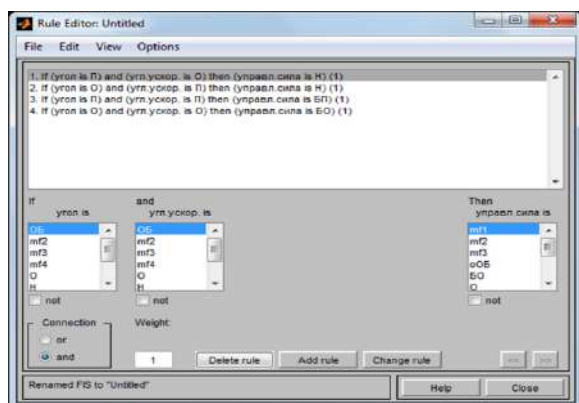 Rule Editor: Untitled
File Edit View Options
1. If (угол is П) and (угл.ускор. is О) then (управл.сила is Н) (1)
2. If (угол is О) and (угл.ускор. is П) then (управл.сила is Н) (1)
3. If (угол is П) and (угл.ускор. is П) then (управл.сила is БП) (1)
4. If (угол is О) and (угл.ускор. is О) then (управл.сила is БО) (1)
If and Then
угол is угл.ускор. is управл.сила is
ОБ ОБ mf1
mf2 mf2 mf2
mf3 mf3 mf3
mf4 mf4 оОБ
О О БО
Н Н О
not not not
Connection Weight:
or
and 1 Delete rule Add rule Change rule << >>
Renamed FIS to "Untitled" Help Close